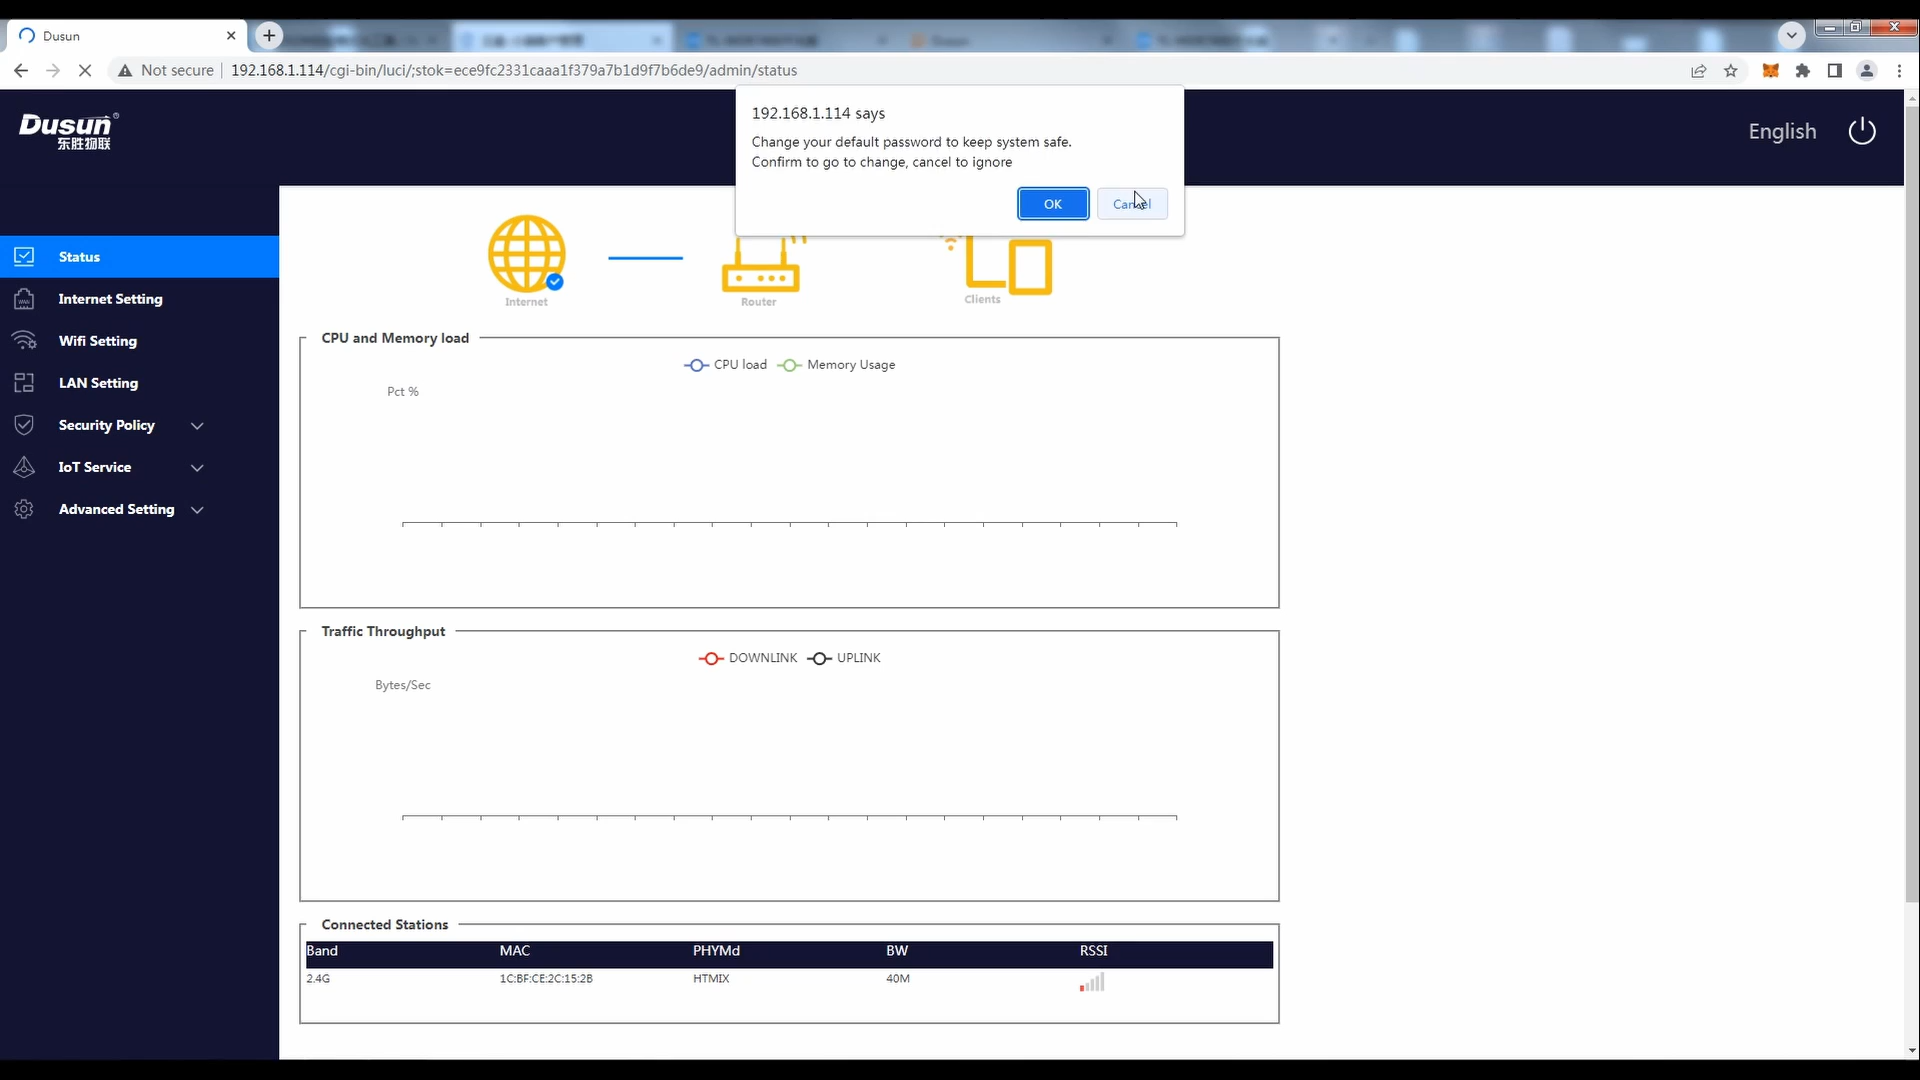 Dusun
Not secure
192.168.1.114/cgi-bin/luci/;stok=ece9fc2331caaa1f379a7b1d9f7b6de9/admin/status
Dusun®
东胜物联
English
192.168.1.114 says
Change your default password to keep system safe.
Confirm to go to change, cancel to ignore
OK
Cancel
Status
Internet Setting
Wifi Setting
LAN Setting
Security Policy
IoT Service
Advanced Setting
Internet
Router
Clients
CPU and Memory load
CPU load
Memory Usage
Pct %
Traffic Throughput
DOWNLINK
UPLINK
Bytes/Sec
Connected Stations
Band MAC PHYMd BW RSSI
2.4G 1C:BF:CE:2C:15:2B HTMIX 40M